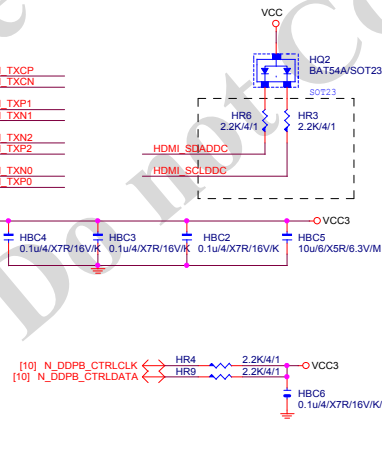 VCC
HQ2
BAT54A/SOT23
SOT23
_TXCP
_TXCN
_TXP1
_TXN1
_TXN2
_TXP2
_TXN0
_TXP0
HR6
2.2K/4/1
HR3
2.2K/4/1
HDMI_SDADDC
HDMI_SCLDDC
VCC3
HBC4
0.1u/4/X7R/16V/K
HBC3
0.1u/4/X7R/16V/K
HBC2
0.1u/4/X7R/16V/K
HBC5
10u/6/X5R/6.3V/M
[10] N_DDPB_CTRLCLK
HR4
2.2K/4/1
VCC3
[10] N_DDPB_CTRLDATA
HR9
2.2K/4/1
HBC6
0.1u/4/X7R/16V/K/
Do not C